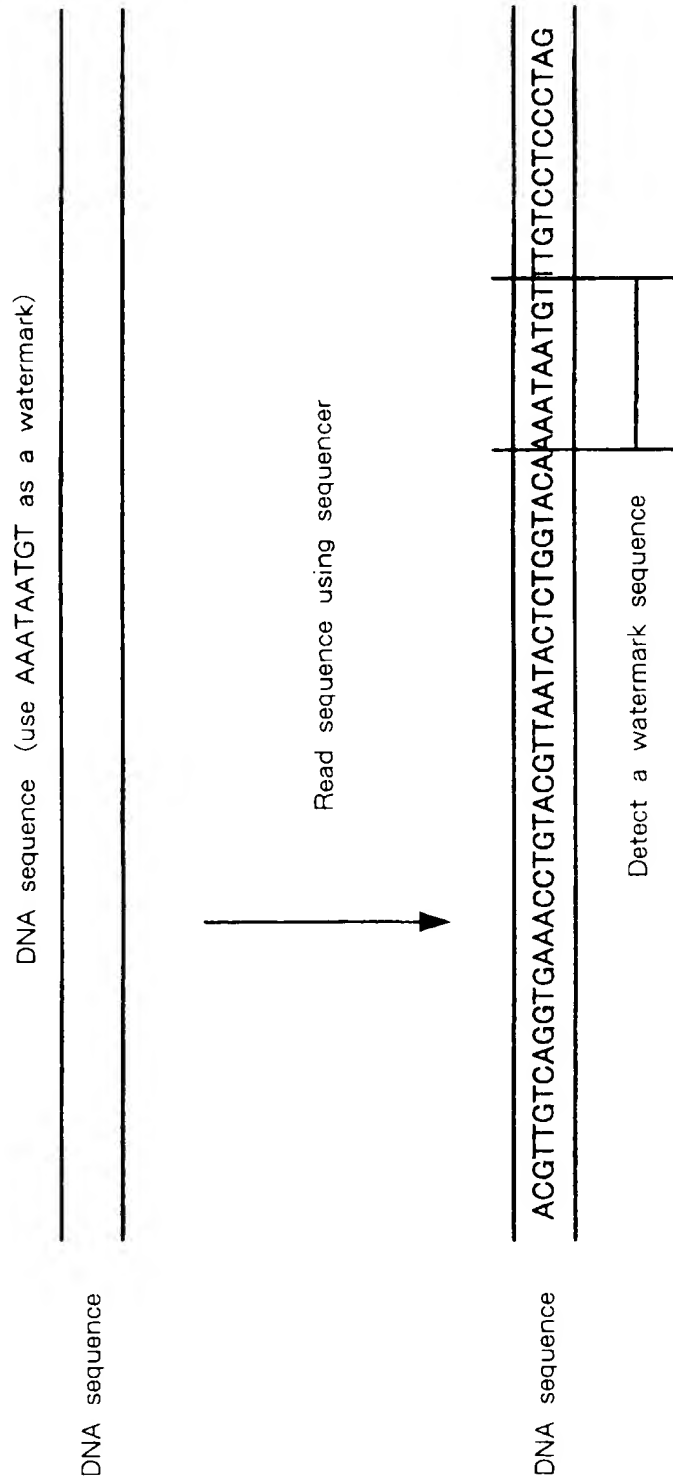 DNA sequence (use AAATAATGT as a watermark)
DNA sequence
Read sequence using sequencer
DNA sequence
ACGTTGTCAGGTGAAACCTGTACGTTAATACTCTGGTACAAAATAATGTTTGTCCTCCCTAG
Detect a watermark sequence